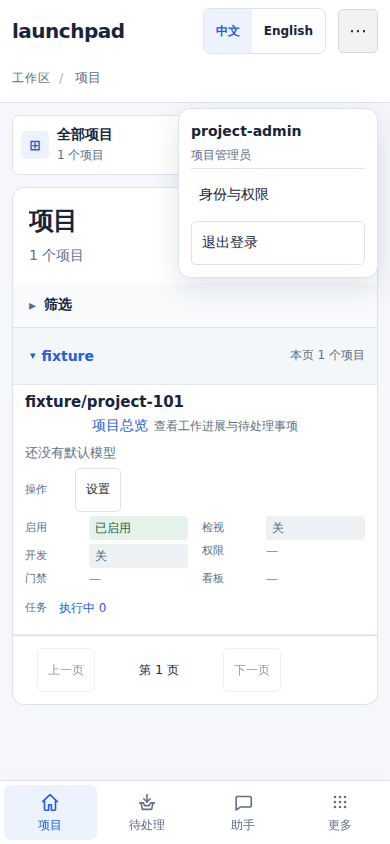 launchpad
中文 English ...
工作区 / 项目
project-admin
项目管理员
身份与权限
退出登录
全部项目
1 个项目
项目
1 个项目
▶ 筛选
▾ fixture 本页 1 个项目
fixture/project-101
项目总览 查看工作进展与待处理事项
还没有默认模型
操作 设置
启用 已启用 检视 关
开发 关 权限 —
门禁 — 看板 —
任务 执行中 0
上一页 第 1 页 下一页
项目 待处理 助手 更多